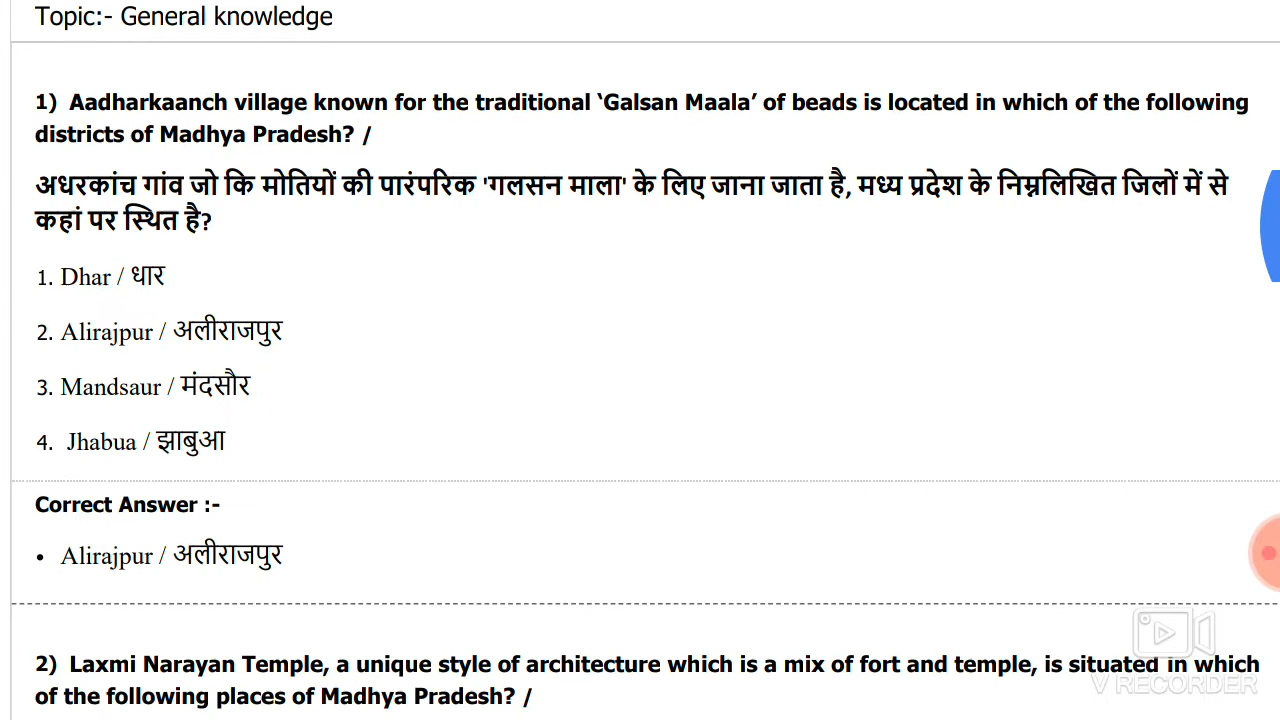 Topic:- General knowledge
1) Aadharkaanch village known for the traditional ‘Galsan Maala’ of beads is located in which of the following
districts of Madhya Pradesh? /
अधरकांच गांव जो कि मोतियों की पारंपरिक 'गलसन माला' के लिए जाना जाता है, मध्य प्रदेश के निम्नलिखित जिलों में से
कहां पर स्थित है?
1. Dhar / धार
2. Alirajpur / अलीराजपुर
3. Mandsaur / मंदसौर
4. Jhabua / झाबुआ
Correct Answer :-
• Alirajpur / अलीराजपुर
2) Laxmi Narayan Temple, a unique style of architecture which is a mix of fort and temple, is situated in which
of the following places of Madhya Pradesh? /
V RECORDER